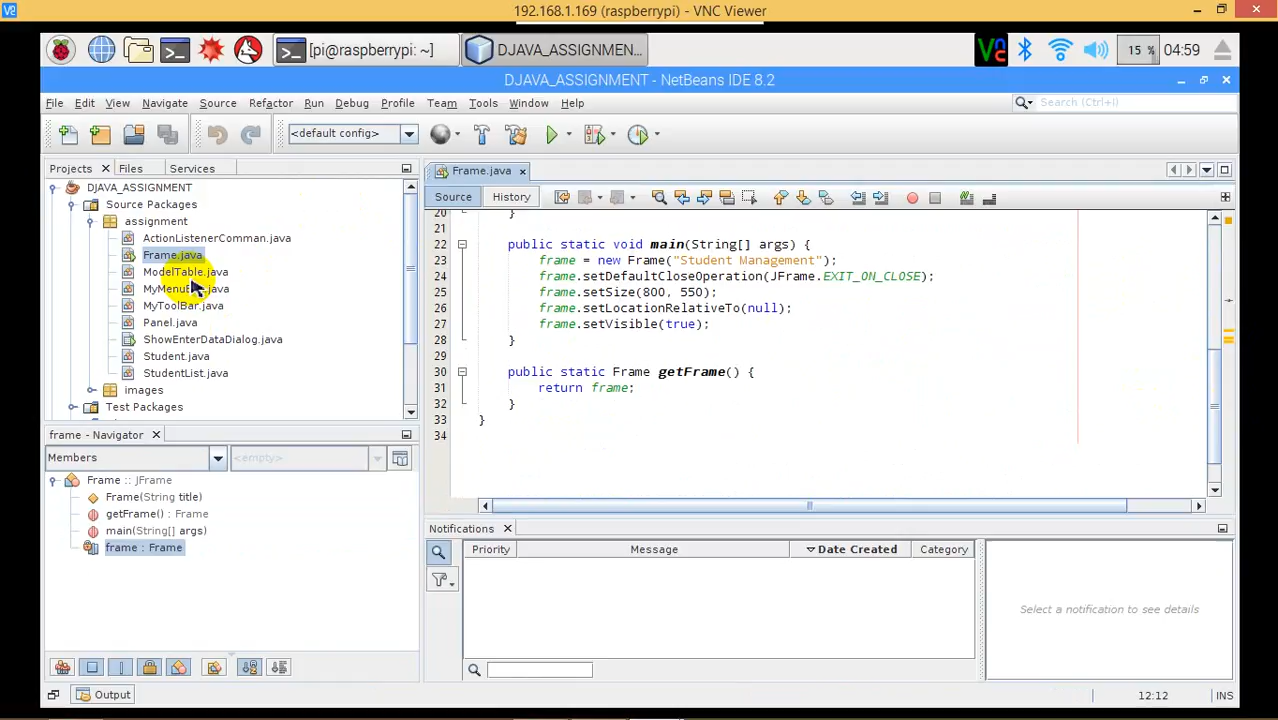 192.168.1.169 (raspberrypi) - VNC Viewer
[pi@raspberrypi: ~]
DJAVA_ASSIGNMEN...
15 %
04:59
DJAVA_ASSIGNMENT - NetBeans IDE 8.2
File Edit View Navigate Source Refactor Run Debug Profile Team Tools Window Help
Search (Ctrl+I)
<default config>
Projects Files Services
DJAVA_ASSIGNMENT
Source Packages
assignment
ActionListenerComman.java
Frame.java
ModelTable.java
MyToolBar.java
Panel.java
ShowEnterDataDialog.java
Student.java
StudentList.java
images
Test Packages
frame - Navigator
Members
<empty>
Frame :: JFrame
Frame(String title)
getFrame() : Frame
main(String[] args)
frame : Frame
Frame.java
Source History
20 }
21
22 public static void main(String[] args) {
23 frame = new Frame("Student Management");
24 frame.setDefaultCloseOperation(JFrame.EXIT_ON_CLOSE);
25 frame.setSize(800, 550);
26 frame.setLocationRelativeTo(null);
27 frame.setVisible(true);
28 }
29
30 public static Frame getFrame() {
31 return frame;
32 }
33 }
34
Notifications
Priority Message Date Created Category
Select a notification to see details
Output
12:12 INS